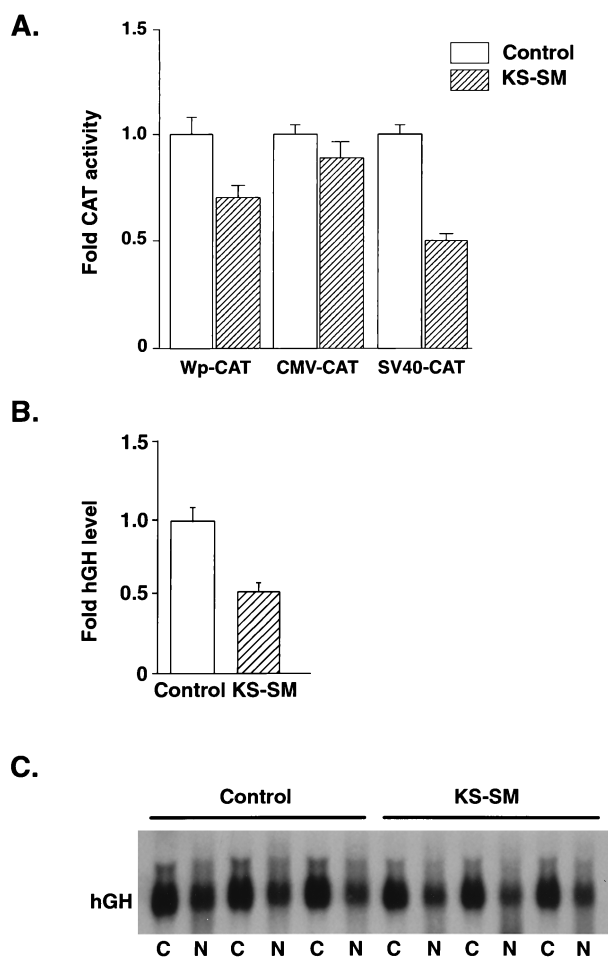 A.
1.5
1.0
0.5
0
Fold CAT activity
Control
KS-SM
Wp-CAT CMV-CAT SV40-CAT
B.
1.5
1.0
0.5
0
Fold hGH level
Control KS-SM
C.
Control KS-SM
hGH
C N C N C N C N C N C N